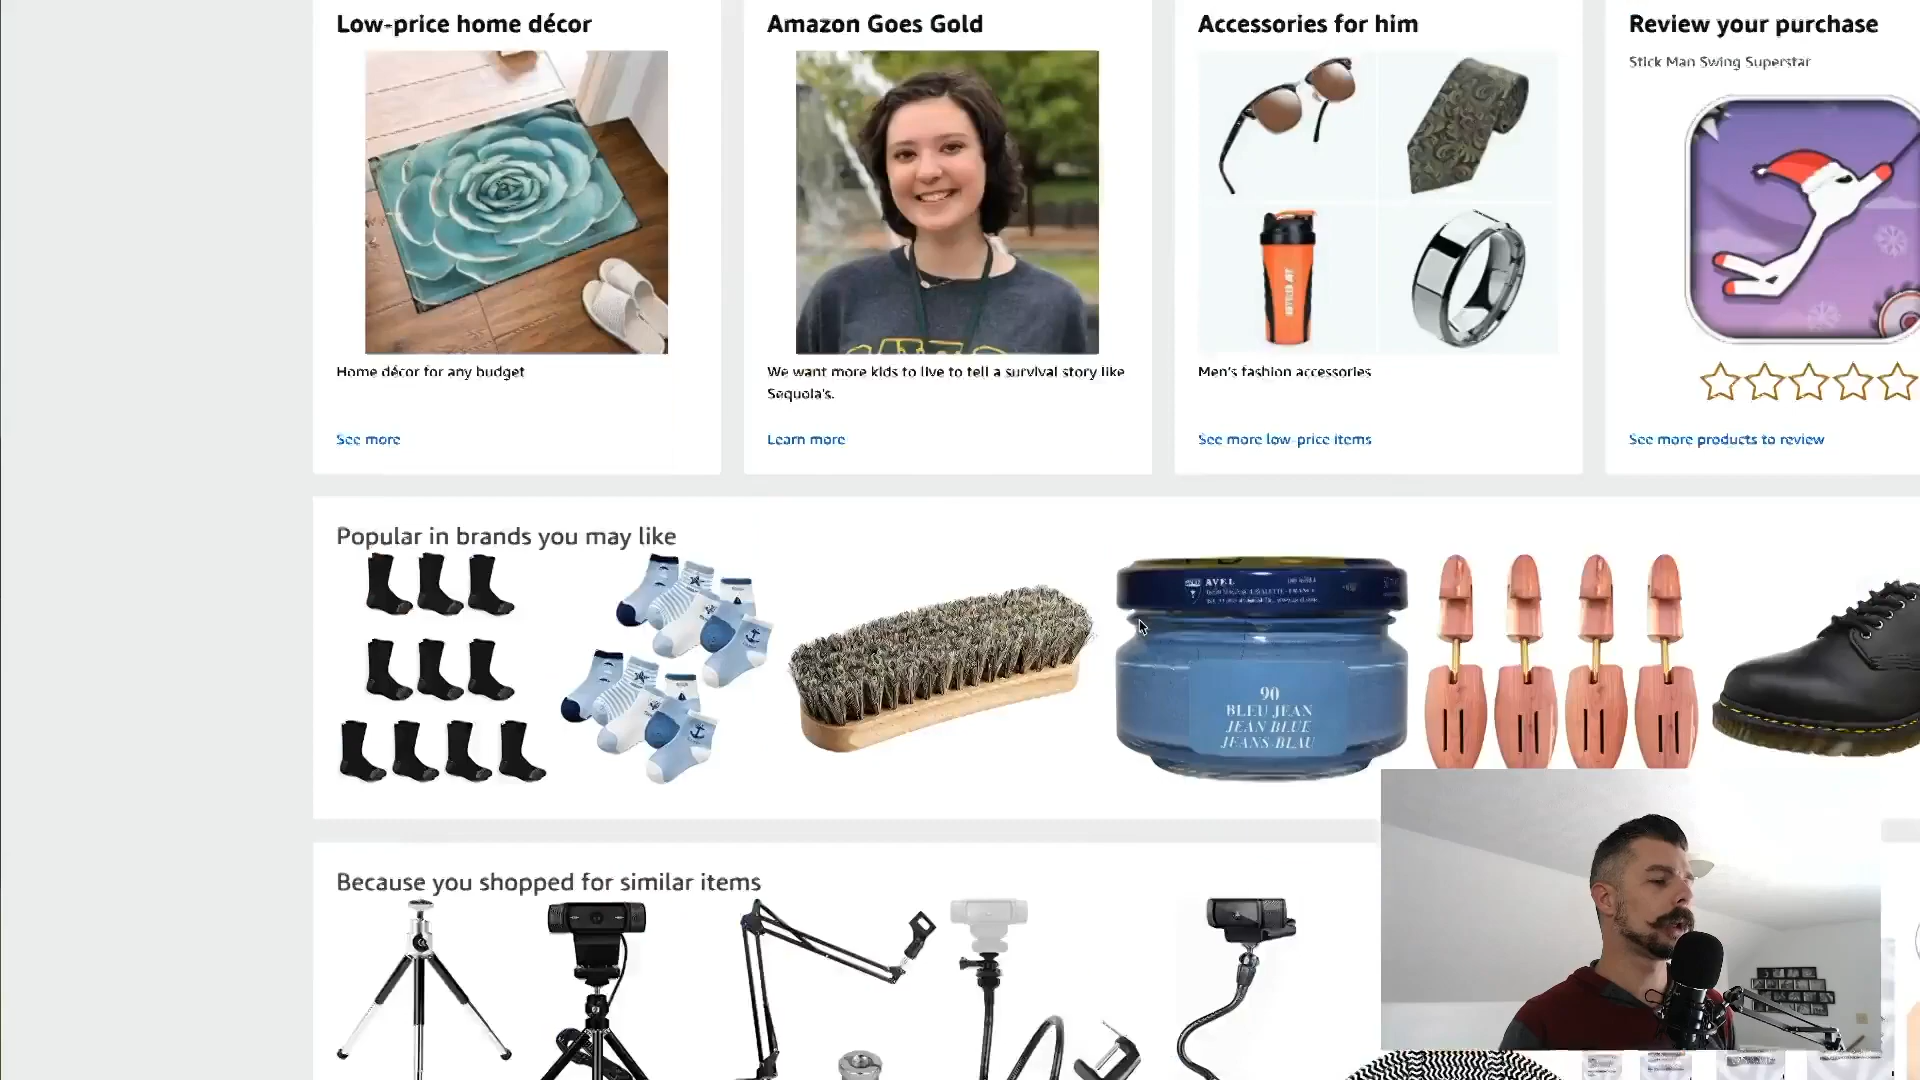 Low-price home décor
Amazon Goes Gold
Accessories for him
Review your purchase
Stick Man Swing Superstar
Home décor for any budget
We want more kids to live to tell a survival story like
Sequoia's.
Men's fashion accessories
See more
Learn more
See more low-price items
See more products to review
Popular in brands you may like
AVEL
90
BLEU JEAN
JEAN BLUE
JEANS BLAU
Because you shopped for similar items